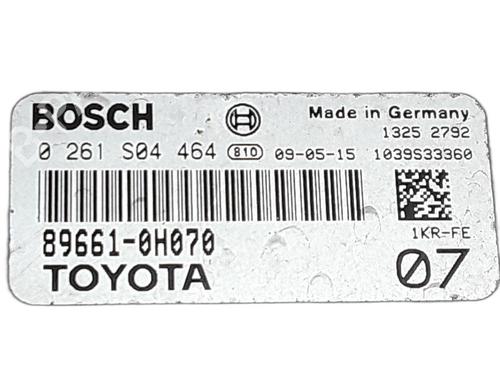 BOSCH
Made in Germany
1325 2792
0 261 S04 464 810 09-05-15 1039S33360
89661-0H070
1KR-FE
TOYOTA
07